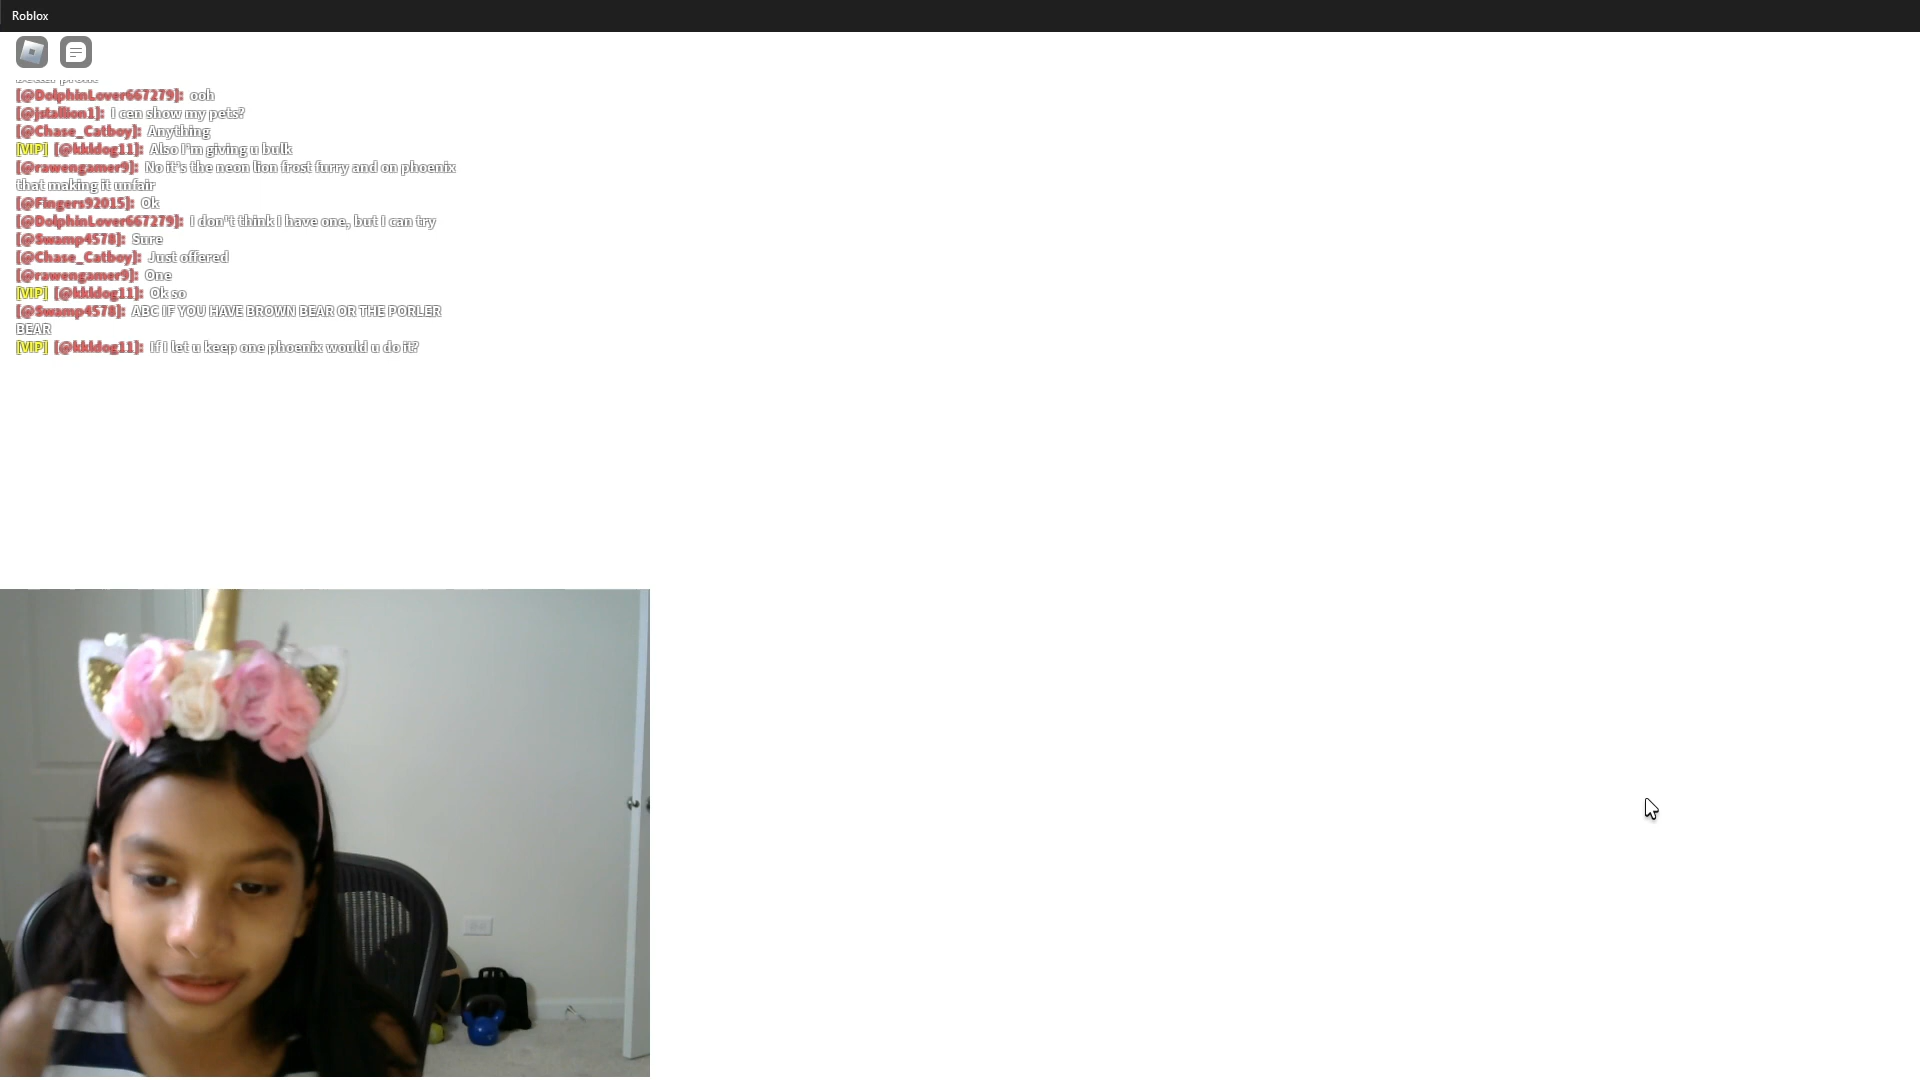 Roblox
[@DolphinLover667279]: ooh
[@jstallion1]: I cen show my pets?
[@Chase_Catboy]: Anything
[VIP] [@kkldog11]: Also I'm giving u bulk
[@rawengamer9]: No it's the neon lion frost furry and on phoenix
that making it unfair
[@Fingers92015]: Ok
[@DolphinLover667279]: I don't think I have one, but I can try
[@Swamp4578]: Sure
[@Chase_Catboy]: Just offered
[@rawengamer9]: One
[VIP] [@kkldog11]: Ok so
[@Swamp4578]: ABC IF YOU HAVE BROWN BEAR OR THE PORLER
BEAR
[VIP] [@kkldog11]: If I let u keep one phoenix would u do it?